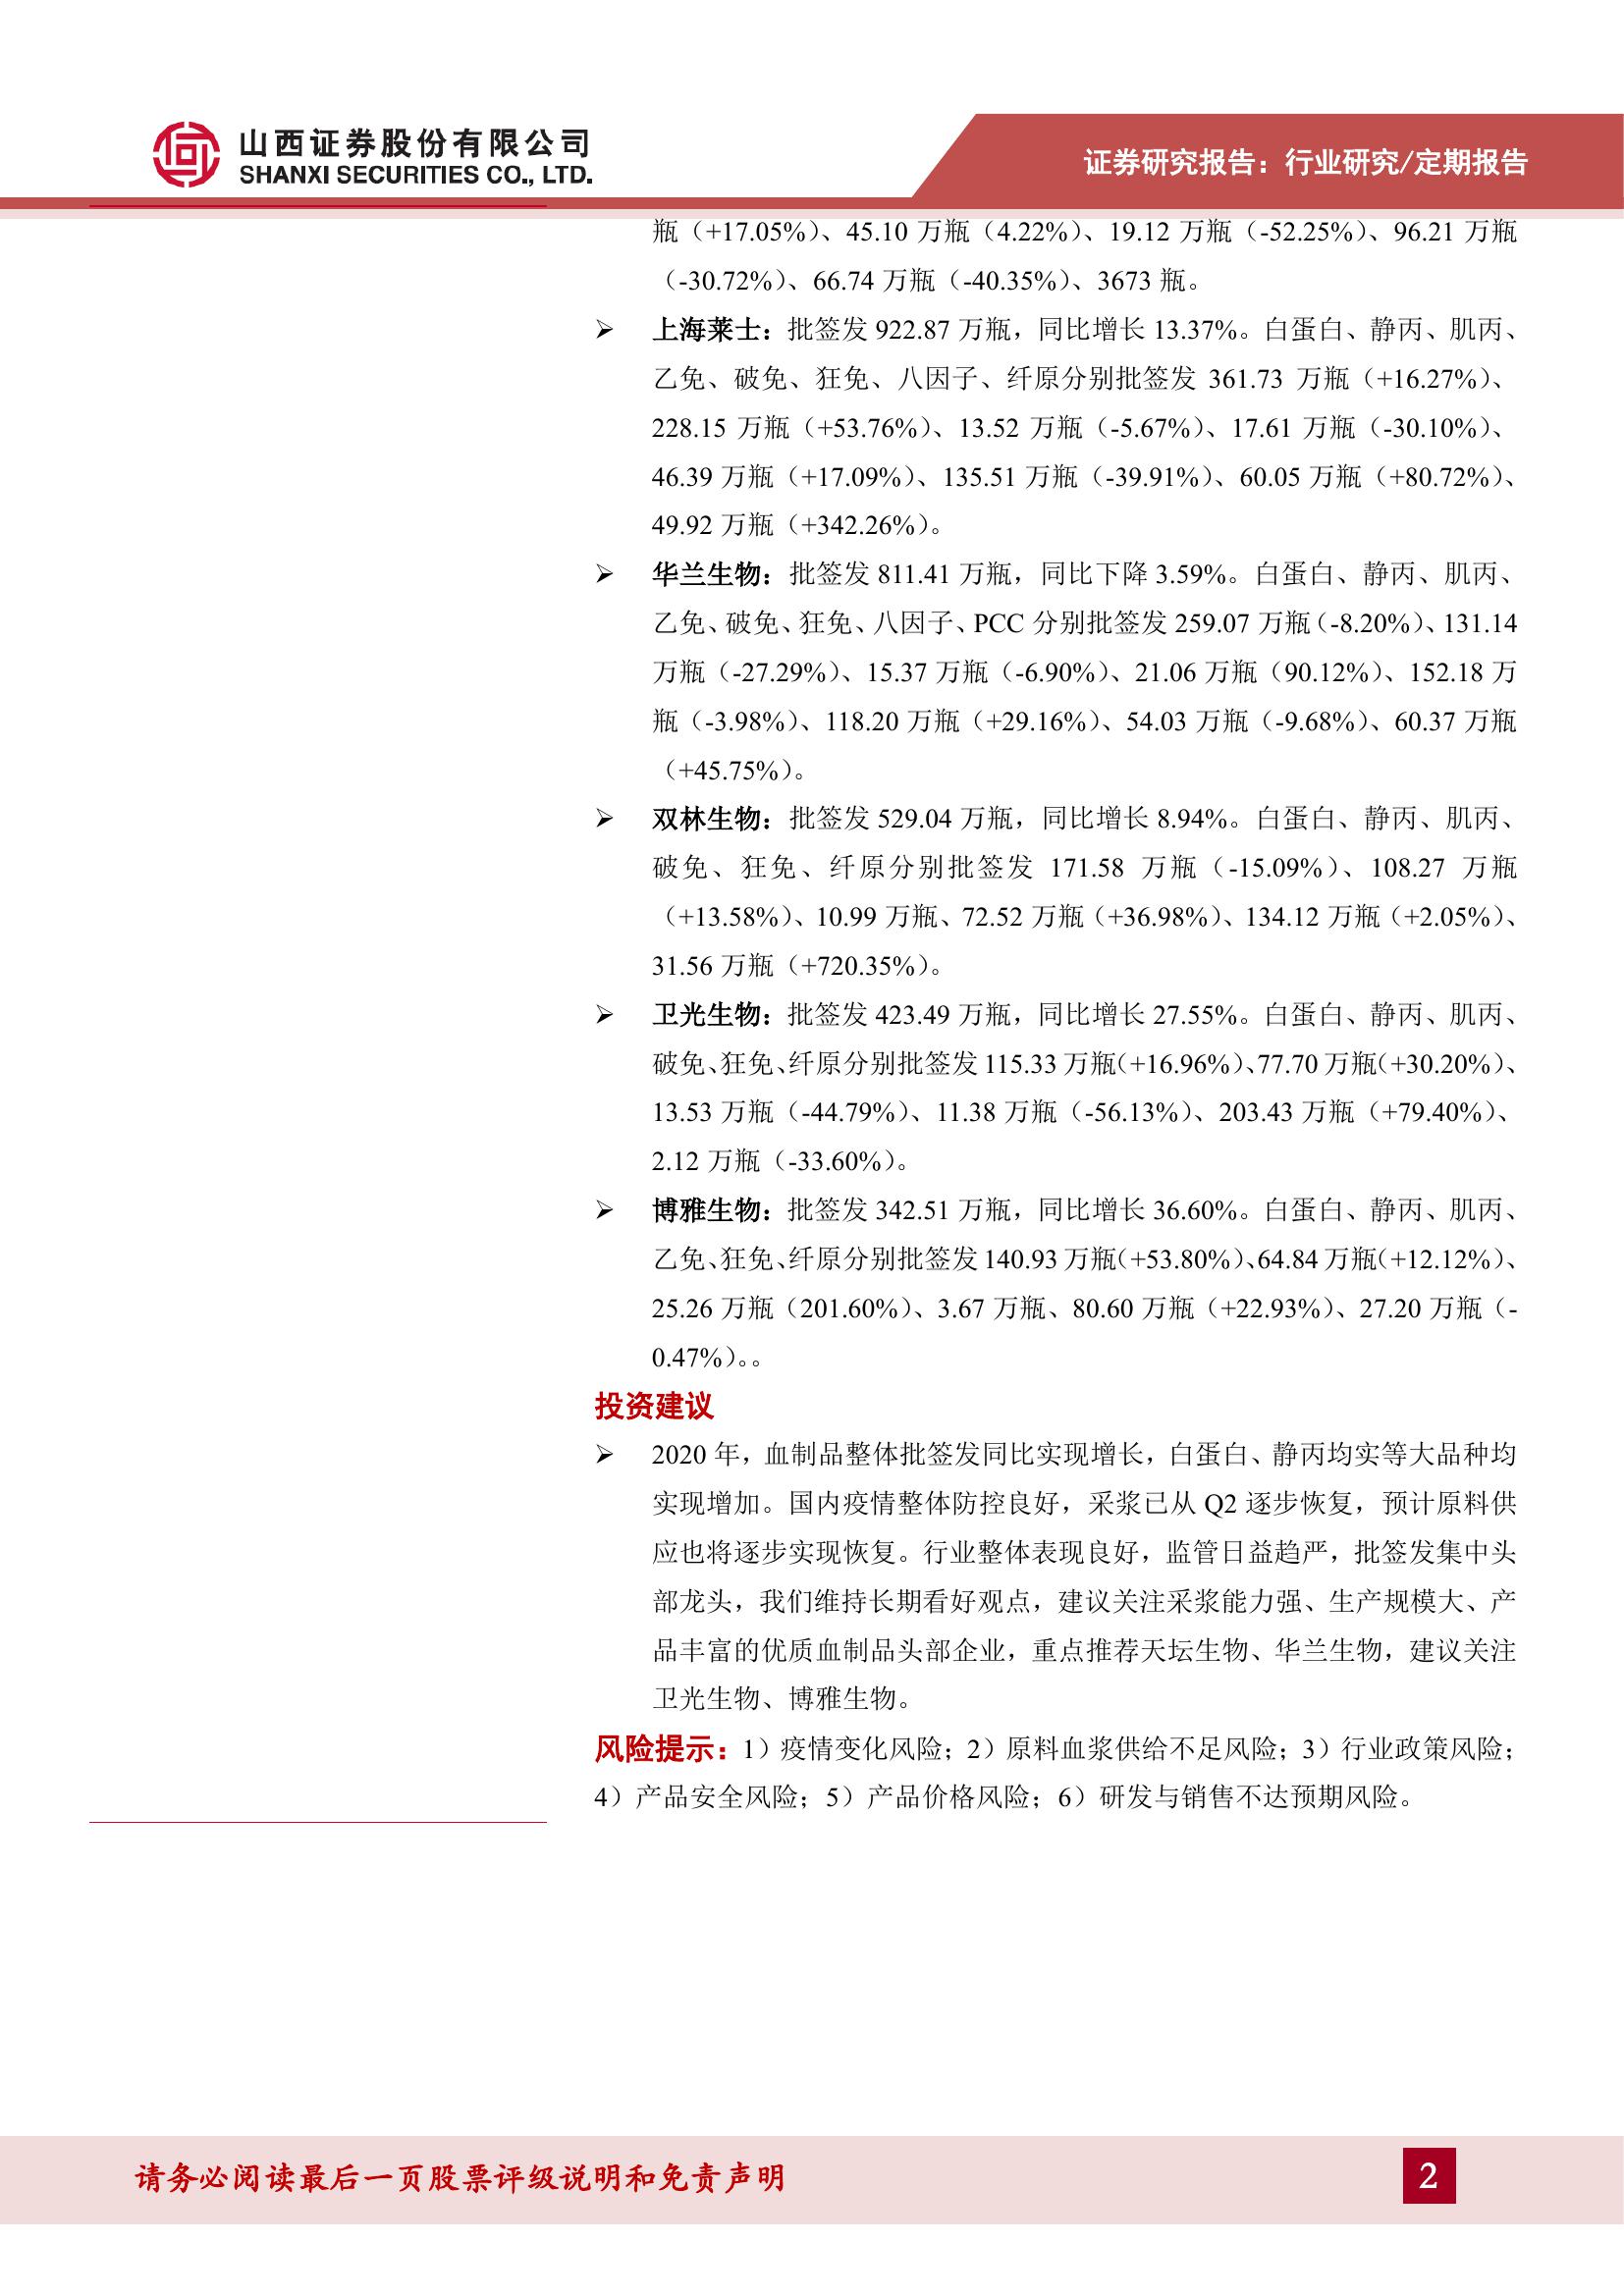 山西证券股份有限公司
SHANXI SECURITIES CO., LTD.
证券研究报告：行业研究/定期报告
瓶（+17.05%）、45.10 万瓶（4.22%）、19.12 万瓶（-52.25%）、96.21 万瓶
（-30.72%）、66.74 万瓶（-40.35%）、3673 瓶。
➢ 上海莱士：批签发 922.87 万瓶，同比增长 13.37%。白蛋白、静丙、肌丙、
乙免、破免、狂免、八因子、纤原分别批签发 361.73 万瓶（+16.27%）、
228.15 万瓶（+53.76%）、13.52 万瓶（-5.67%）、17.61 万瓶（-30.10%）、
46.39 万瓶（+17.09%）、135.51 万瓶（-39.91%）、60.05 万瓶（+80.72%）、
49.92 万瓶（+342.26%）。
➢ 华兰生物：批签发 811.41 万瓶，同比下降 3.59%。白蛋白、静丙、肌丙、
乙免、破免、狂免、八因子、PCC 分别批签发 259.07 万瓶（-8.20%）、131.14
万瓶（-27.29%）、15.37 万瓶（-6.90%）、21.06 万瓶（90.12%）、152.18 万
瓶（-3.98%）、118.20 万瓶（+29.16%）、54.03 万瓶（-9.68%）、60.37 万瓶
（+45.75%）。
➢ 双林生物：批签发 529.04 万瓶，同比增长 8.94%。白蛋白、静丙、肌丙、
破免、狂免、纤原分别批签发 171.58 万瓶（-15.09%）、108.27 万瓶
（+13.58%）、10.99 万瓶、72.52 万瓶（+36.98%）、134.12 万瓶（+2.05%）、
31.56 万瓶（+720.35%）。
➢ 卫光生物：批签发 423.49 万瓶，同比增长 27.55%。白蛋白、静丙、肌丙、
破免、狂免、纤原分别批签发 115.33 万瓶（+16.96%）、77.70 万瓶（+30.20%）、
13.53 万瓶（-44.79%）、11.38 万瓶（-56.13%）、203.43 万瓶（+79.40%）、
2.12 万瓶（-33.60%）。
➢ 博雅生物：批签发 342.51 万瓶，同比增长 36.60%。白蛋白、静丙、肌丙、
乙免、狂免、纤原分别批签发 140.93 万瓶（+53.80%）、64.84 万瓶（+12.12%）、
25.26 万瓶（201.60%）、3.67 万瓶、80.60 万瓶（+22.93%）、27.20 万瓶（-
0.47%）。。
投资建议
➢ 2020 年，血制品整体批签发同比实现增长，白蛋白、静丙均实等大品种均
实现增加。国内疫情整体防控良好，采浆已从 Q2 逐步恢复，预计原料供
应也将逐步实现恢复。行业整体表现良好，监管日益趋严，批签发集中头
部龙头，我们维持长期看好观点，建议关注采浆能力强、生产规模大、产
品丰富的优质血制品头部企业，重点推荐天坛生物、华兰生物，建议关注
卫光生物、博雅生物。
风险提示：1）疫情变化风险；2）原料血浆供给不足风险；3）行业政策风险；
4）产品安全风险；5）产品价格风险；6）研发与销售不达预期风险。
请务必阅读最后一页股票评级说明和免责声明
2